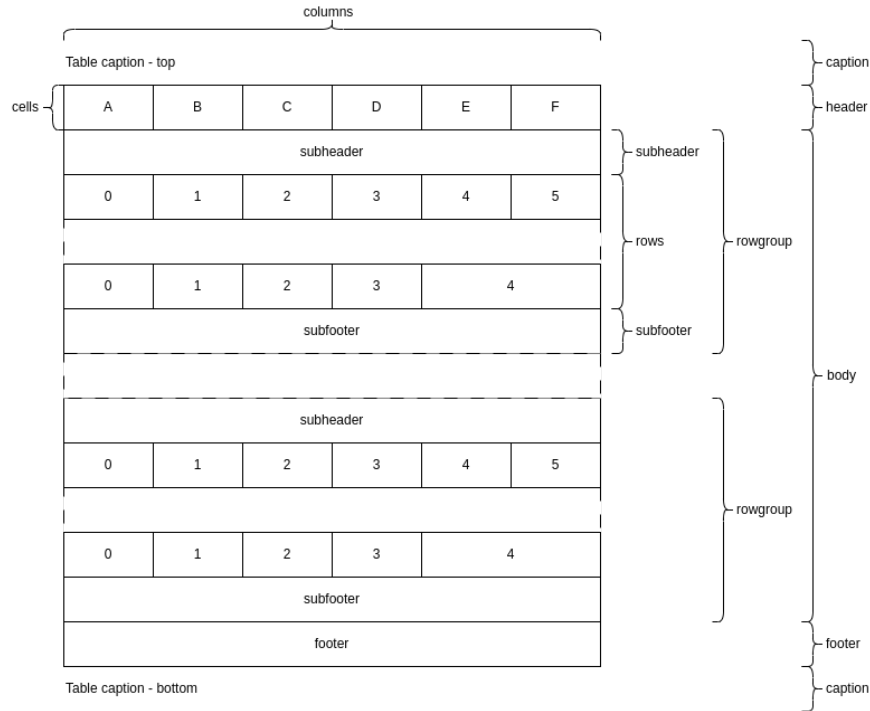 columns
Table caption - top
caption
cells
A B C D E F
header
subheader
subheader
0 1 2 3 4 5
rows
rowgroup
0 1 2 3 4
subfooter
subfooter
body
subheader
0 1 2 3 4 5
rowgroup
0 1 2 3 4
subfooter
footer
footer
Table caption - bottom
caption